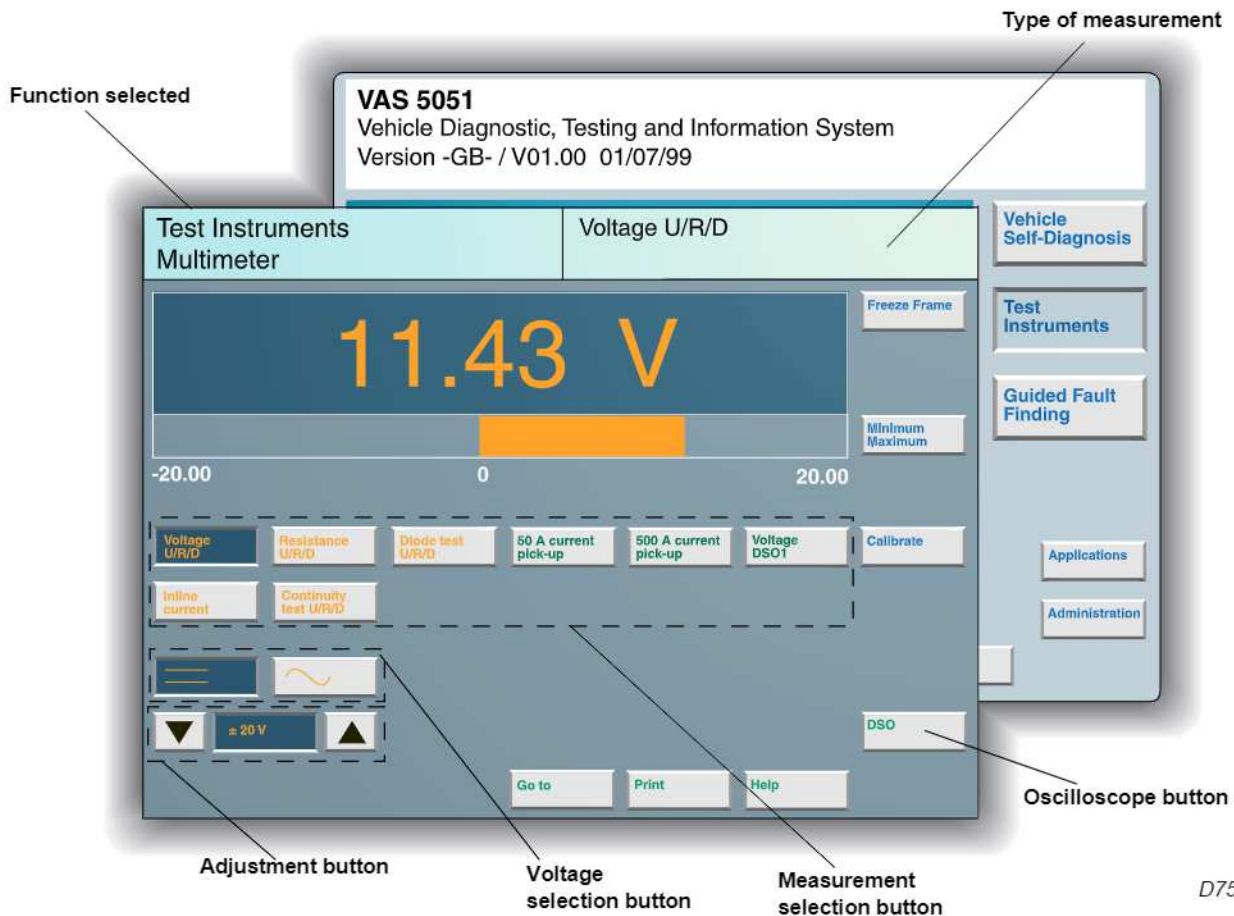 Type of measurement
Function selected
VAS 5051
Vehicle Diagnostic, Testing and Information System
Version -GB- / V01.00 01/07/99
Test Instruments
Multimeter
Voltage U/R/D
Vehicle
Self-Diagnosis
Test
Instruments
Guided Fault
Finding
Applications
Administration
11.43 V
-20.00 0 20.00
Freeze Frame
Minimum
Maximum
Voltage
U/R/D
Resistance
U/R/D
Diode test
U/R/D
50 A current
pick-up
500 A current
pick-up
Voltage
DSO1
Calibrate
Inline
current
Continuity
test U/R/D
± 20 V
DSO
Go to
Print
Help
Oscilloscope button
Adjustment button
Voltage
selection button
Measurement
selection button
D75